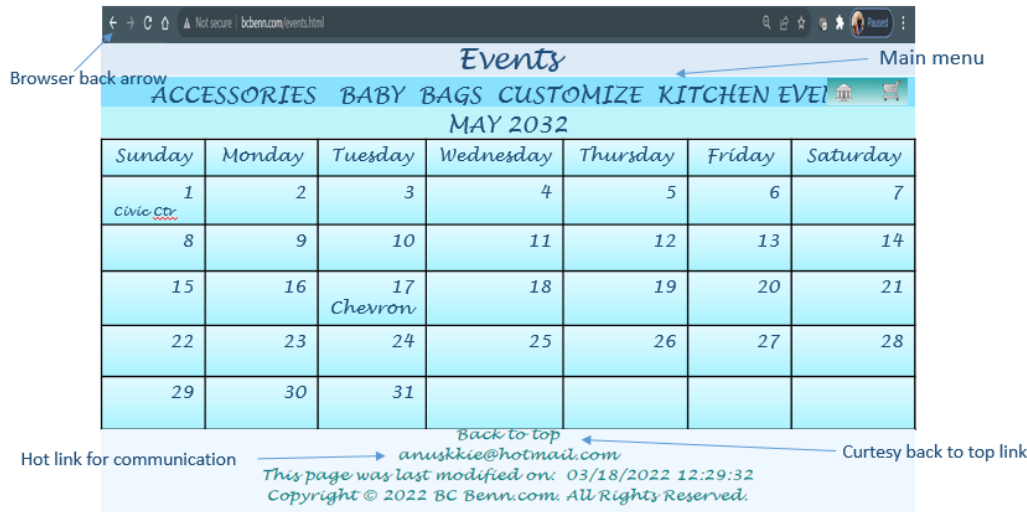 Not secure | bcbenn.com/events.html
Paused
Events
Main menu
Browser back arrow
ACCESSORIES BABY BAGS CUSTOMIZE KITCHEN EVE
MAY 2032
Sunday Monday Tuesday Wednesday Thursday Friday Saturday
1 2 3 4 5 6 7
Civic Ctr
8 9 10 11 12 13 14
15 16 17 18 19 20 21
Chevron
22 23 24 25 26 27 28
29 30 31
Back to top
Hot link for communication
anuskkie@hotmail.com
Curtesy back to top link
This page was last modified on: 03/18/2022 12:29:32
Copyright © 2022 BC Benn.com. All Rights Reserved.